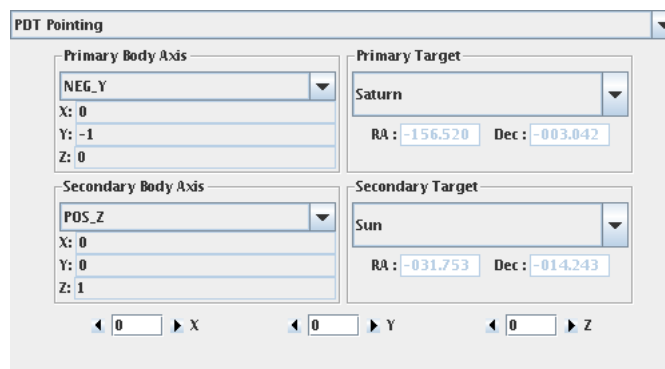 PDT Pointing
Primary Body Axis
NEG_Y
X: 0
Y: -1
Z: 0
Primary Target
Saturn
RA : -156.520 Dec : -003.042
Secondary Body Axis
POS_Z
X: 0
Y: 0
Z: 1
Secondary Target
Sun
RA : -031.753 Dec : -014.243
0 X 0 Y 0 Z